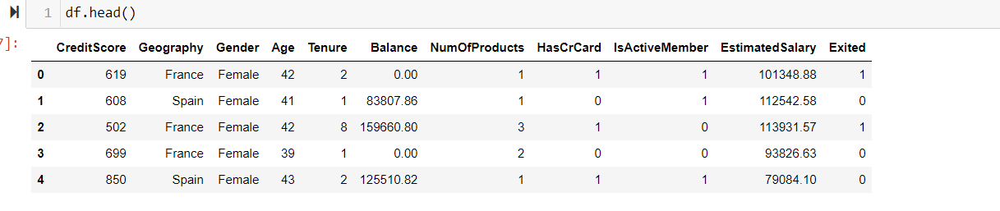 1 df.head()
7]:
CreditScore Geography Gender Age Tenure Balance NumOfProducts HasCrCard IsActiveMember EstimatedSalary Exited
0 619 France Female 42 2 0.00 1 1 1 101348.88 1
1 608 Spain Female 41 1 83807.86 1 0 1 112542.58 0
2 502 France Female 42 8 159660.80 3 1 0 113931.57 1
3 699 France Female 39 1 0.00 2 0 0 93826.63 0
4 850 Spain Female 43 2 125510.82 1 1 1 79084.10 0